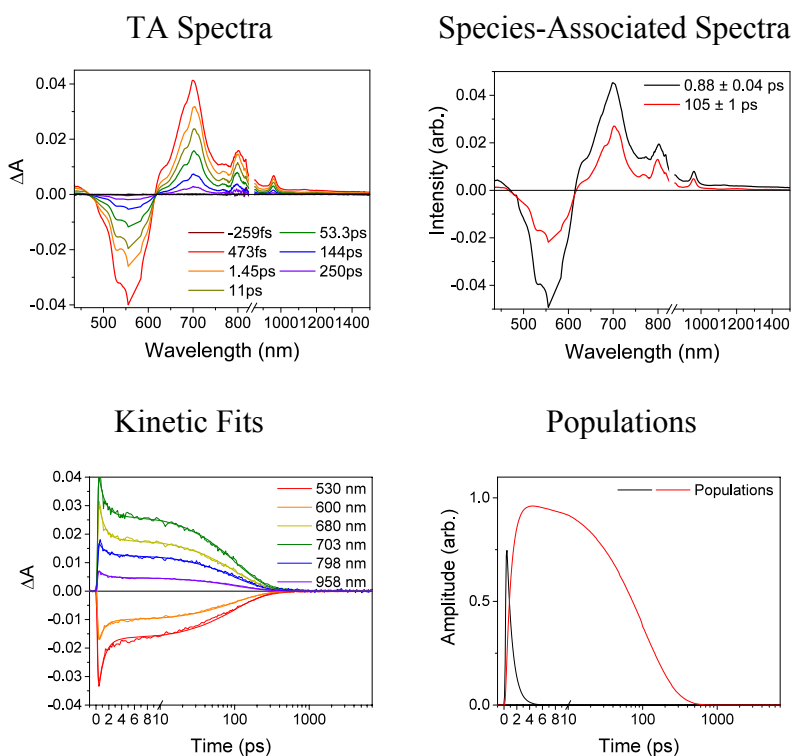 TA Spectra
Species-Associated Spectra
0.04
0.02
0.00
-0.02
-0.04
ΔA
-259fs
473fs
1.45ps
11ps
53.3ps
144ps
250ps
500 600 700 800 1000 1200 1400
Wavelength (nm)
0.04
0.02
0.00
-0.02
-0.04
Intensity (arb.)
0.88 ± 0.04 ps
105 ± 1 ps
500 600 700 800 1000 1200 1400
Wavelength (nm)
Kinetic Fits
Populations
0.04
0.03
0.02
0.01
0.00
-0.01
-0.02
-0.03
-0.04
ΔA
530 nm
600 nm
680 nm
703 nm
798 nm
958 nm
0 2 4 6 8 10 100 1000
Time (ps)
1.0
0.5
0.0
Amplitude (arb.)
Populations
0 2 4 6 8 10 100 1000
Time (ps)